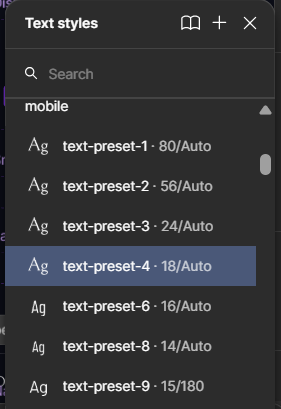 Text styles
Search
mobile
Ag text-preset-1 · 80/Auto
Ag text-preset-2 · 56/Auto
Ag text-preset-3 · 24/Auto
Ag text-preset-4 · 18/Auto
Ag text-preset-6 · 16/Auto
Ag text-preset-8 · 14/Auto
Ag text-preset-9 · 15/180